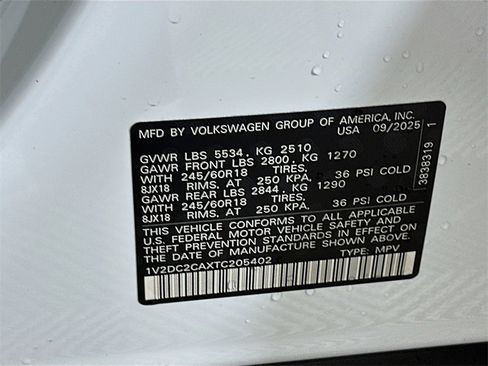 MFD BY VOLKSWAGEN GROUP OF AMERICA, INC.
USA 09/2025
GVWR LBS 5534, KG 2510
GAWR FRONT LBS 2800, KG 1270
WITH 245/60R18 TIRES,
8JX18 RIMS, AT 250 KPA, 36 PSI COLD
GAWR REAR LBS 2844, KG 1290
WITH 245/60R18 TIRES,
8JX18 RIMS, AT 250 KPA, 36 PSI COLD
THIS VEHICLE CONFORMS TO ALL APPLICABLE
U.S. FEDERAL MOTOR VEHICLE SAFETY AND
THEFT PREVENTION STANDARDS IN EFFECT ON
THE DATE OF MANUFACTURE SHOWN ABOVE.
1V2DC2CAXTC205402 TYPE: MPV
3838319 1